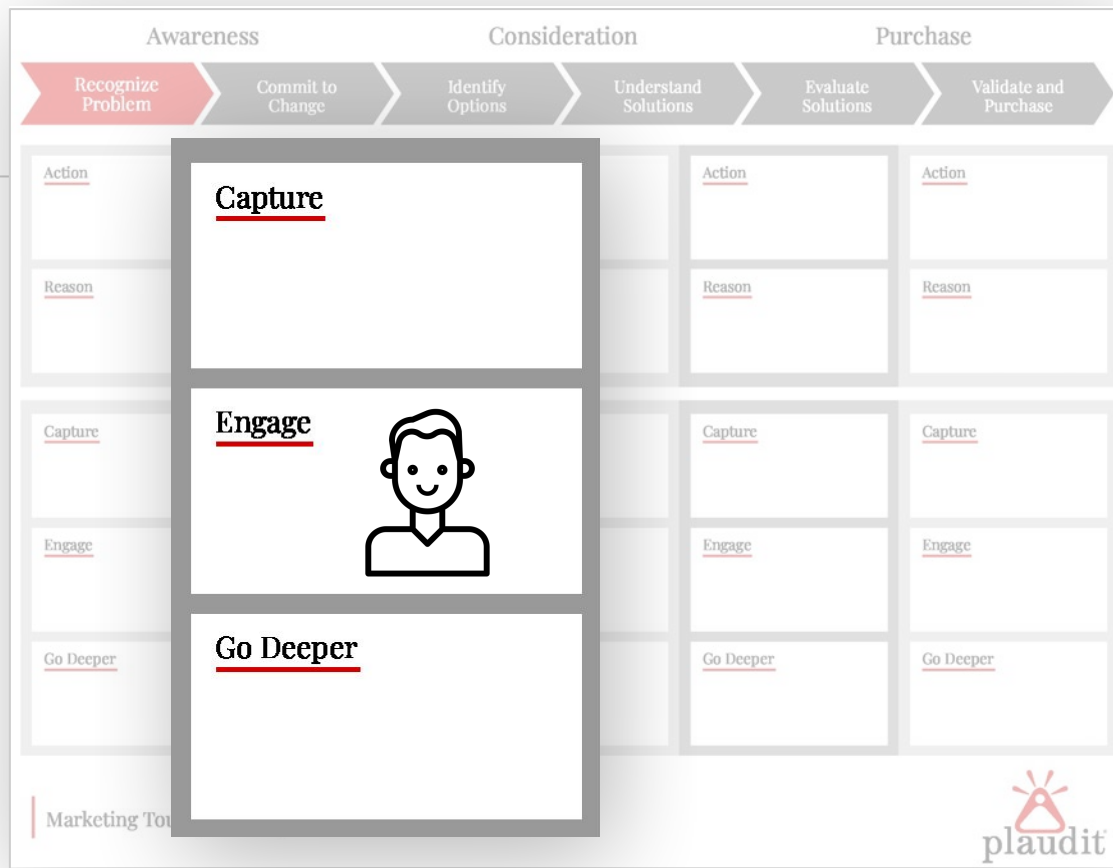 Awareness
Consideration
Purchase
Recognize
Problem
Commit to
Change
Identify
Options
Understand
Solutions
Evaluate
Solutions
Validate and
Purchase
Action
Action
Action
Reason
Reason
Reason
Capture
Engage
Go Deeper
Capture
Capture
Capture
Engage
Engage
Engage
Go Deeper
Go Deeper
Go Deeper
Marketing
plaudit